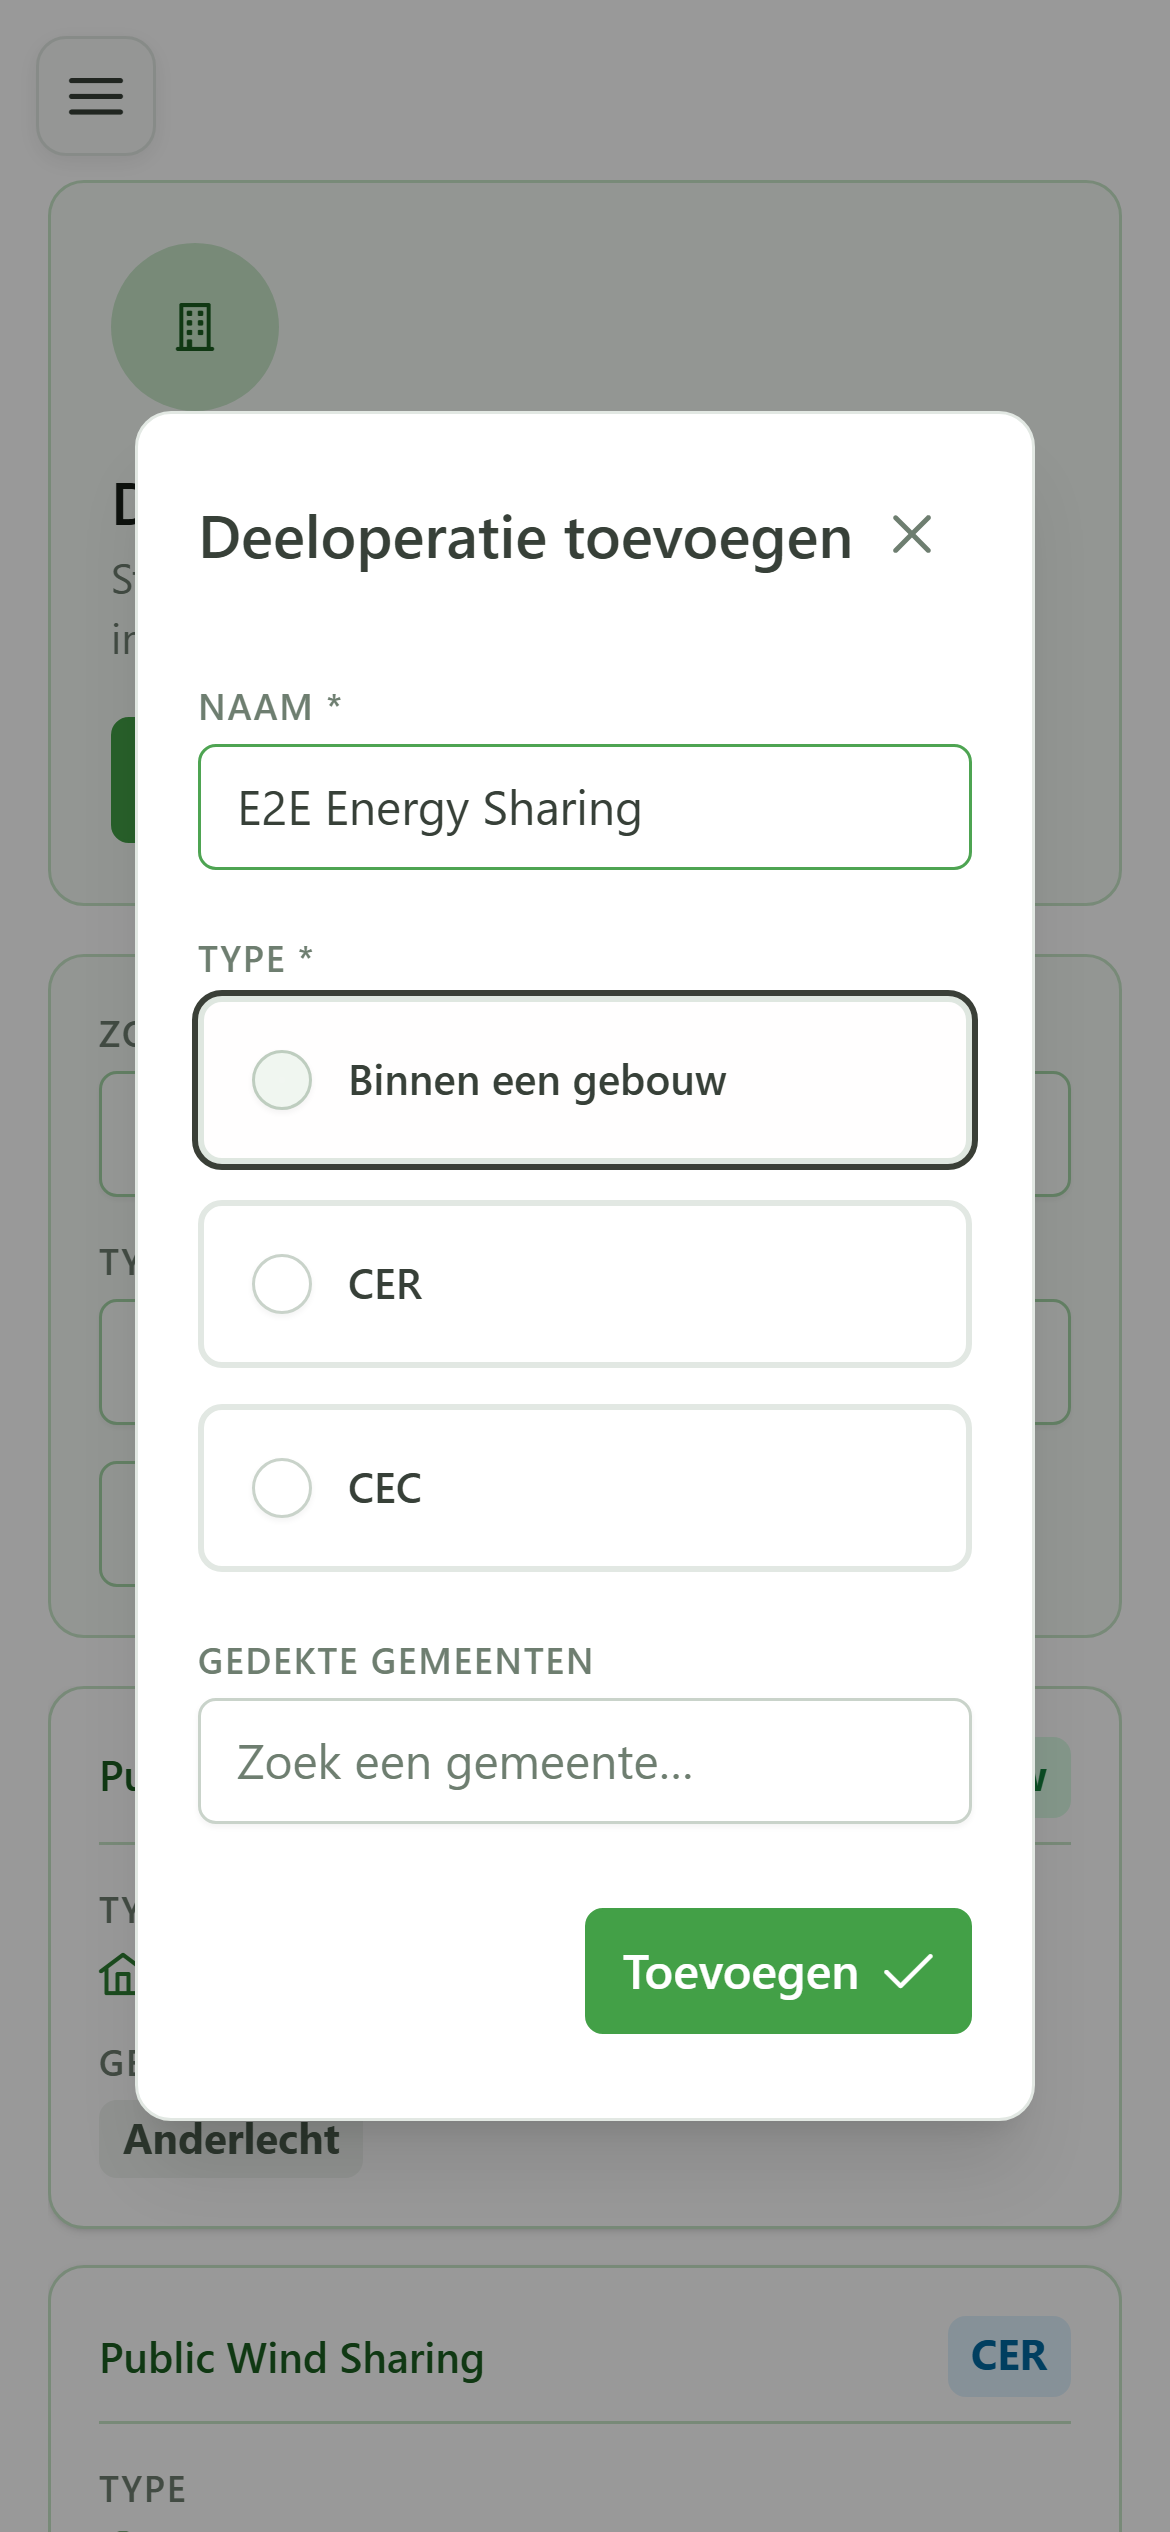 Deeloperatie toevoegen
NAAM *
E2E Energy Sharing
TYPE *
Binnen een gebouw
CER
CEC
GEDEKTE GEMEENTEN
Zoek een gemeente...
Toevoegen
Anderlecht
Public Wind Sharing
CER
TYPE